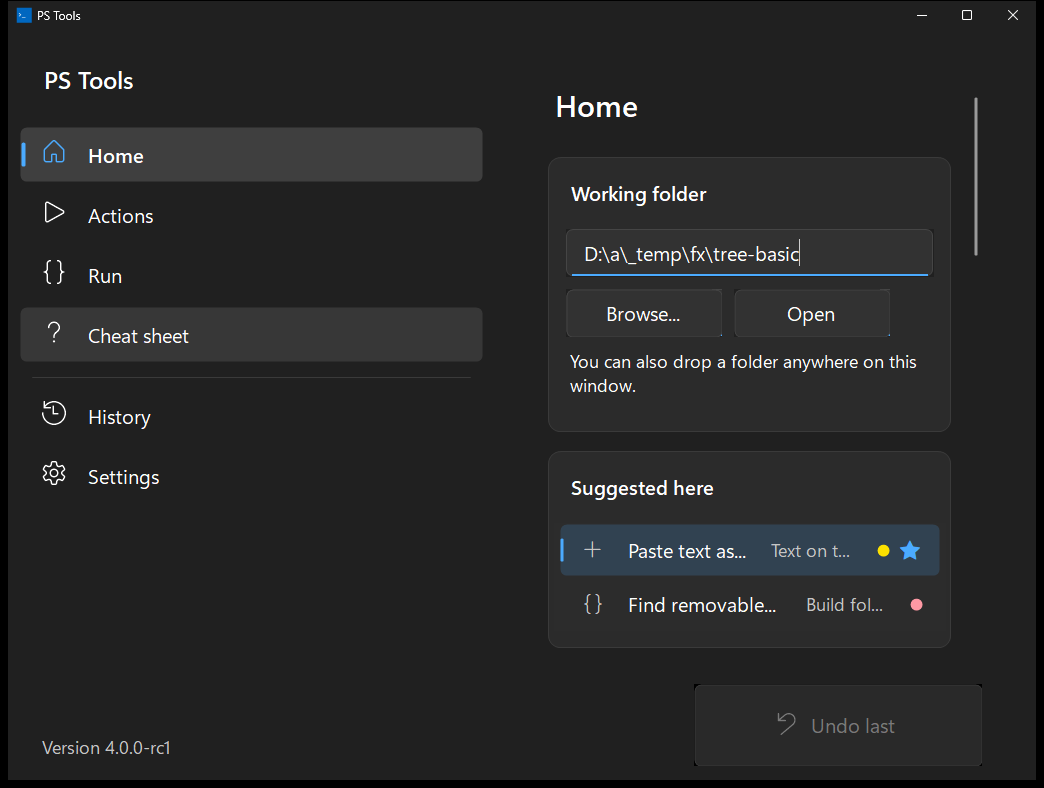 PS Tools
PS Tools
Home
Actions
Run
Cheat sheet
History
Settings
Version 4.0.0-rc1
Home
Working folder
D:\a\_temp\fx\tree-basic
Browse... Open
You can also drop a folder anywhere on this
window.
Suggested here
Paste text as... Text on t...
Find removable... Build fol...
Undo last